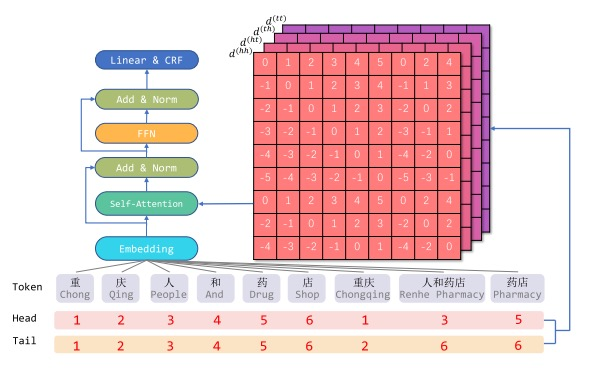 d(tt)
d(th)
d(ht)
d(hh)
Linear & CRF
Add & Norm
FFN
Add & Norm
Self-Attention
Embedding
0 1 2 3 4 5 0 2 4
-1 0 1 2 3 4 -1 1 3
-2 -1 0 1 2 3 -2 0 2
-3 -2 -1 0 1 2 -3 -1 1
-4 -3 -2 -1 0 1 -4 -2 0
-5 -4 -3 -2 -1 0 -5 -3 -1
0 1 2 3 4 5 0 2 4
-2 -1 0 1 2 3 -2 0 2
-4 -3 -2 -1 0 1 -4 -2 0
Token 重 庆 人 和 药 店 重庆 人和药店 药店
Chong Qing People And Drug Shop Chongqing Renhe Pharmacy Pharmacy
Head 1 2 3 4 5 6 1 3 5
Tail 1 2 3 4 5 6 2 6 6